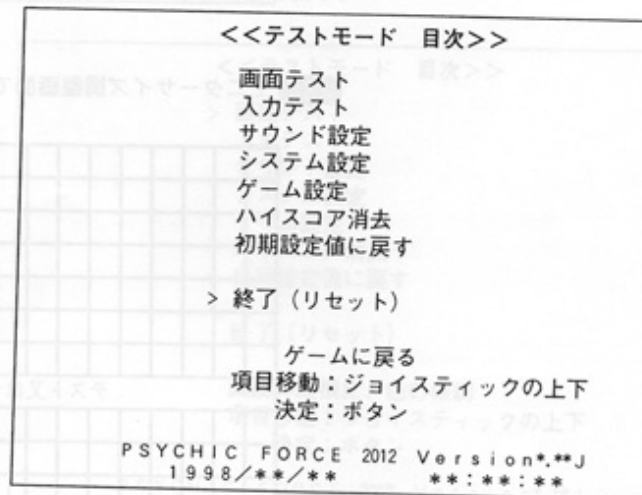 <<テストモード 目次>>
画面テスト
入力テスト
サウンド設定
システム設定
ゲーム設定
ハイスコア消去
初期設定値に戻す
> 終了（リセット）
ゲームに戻る
項目移動：ジョイスティックの上下
決定：ボタン
PSYCHIC FORCE 2012 Version*.**J
1998/**/** **:**:**